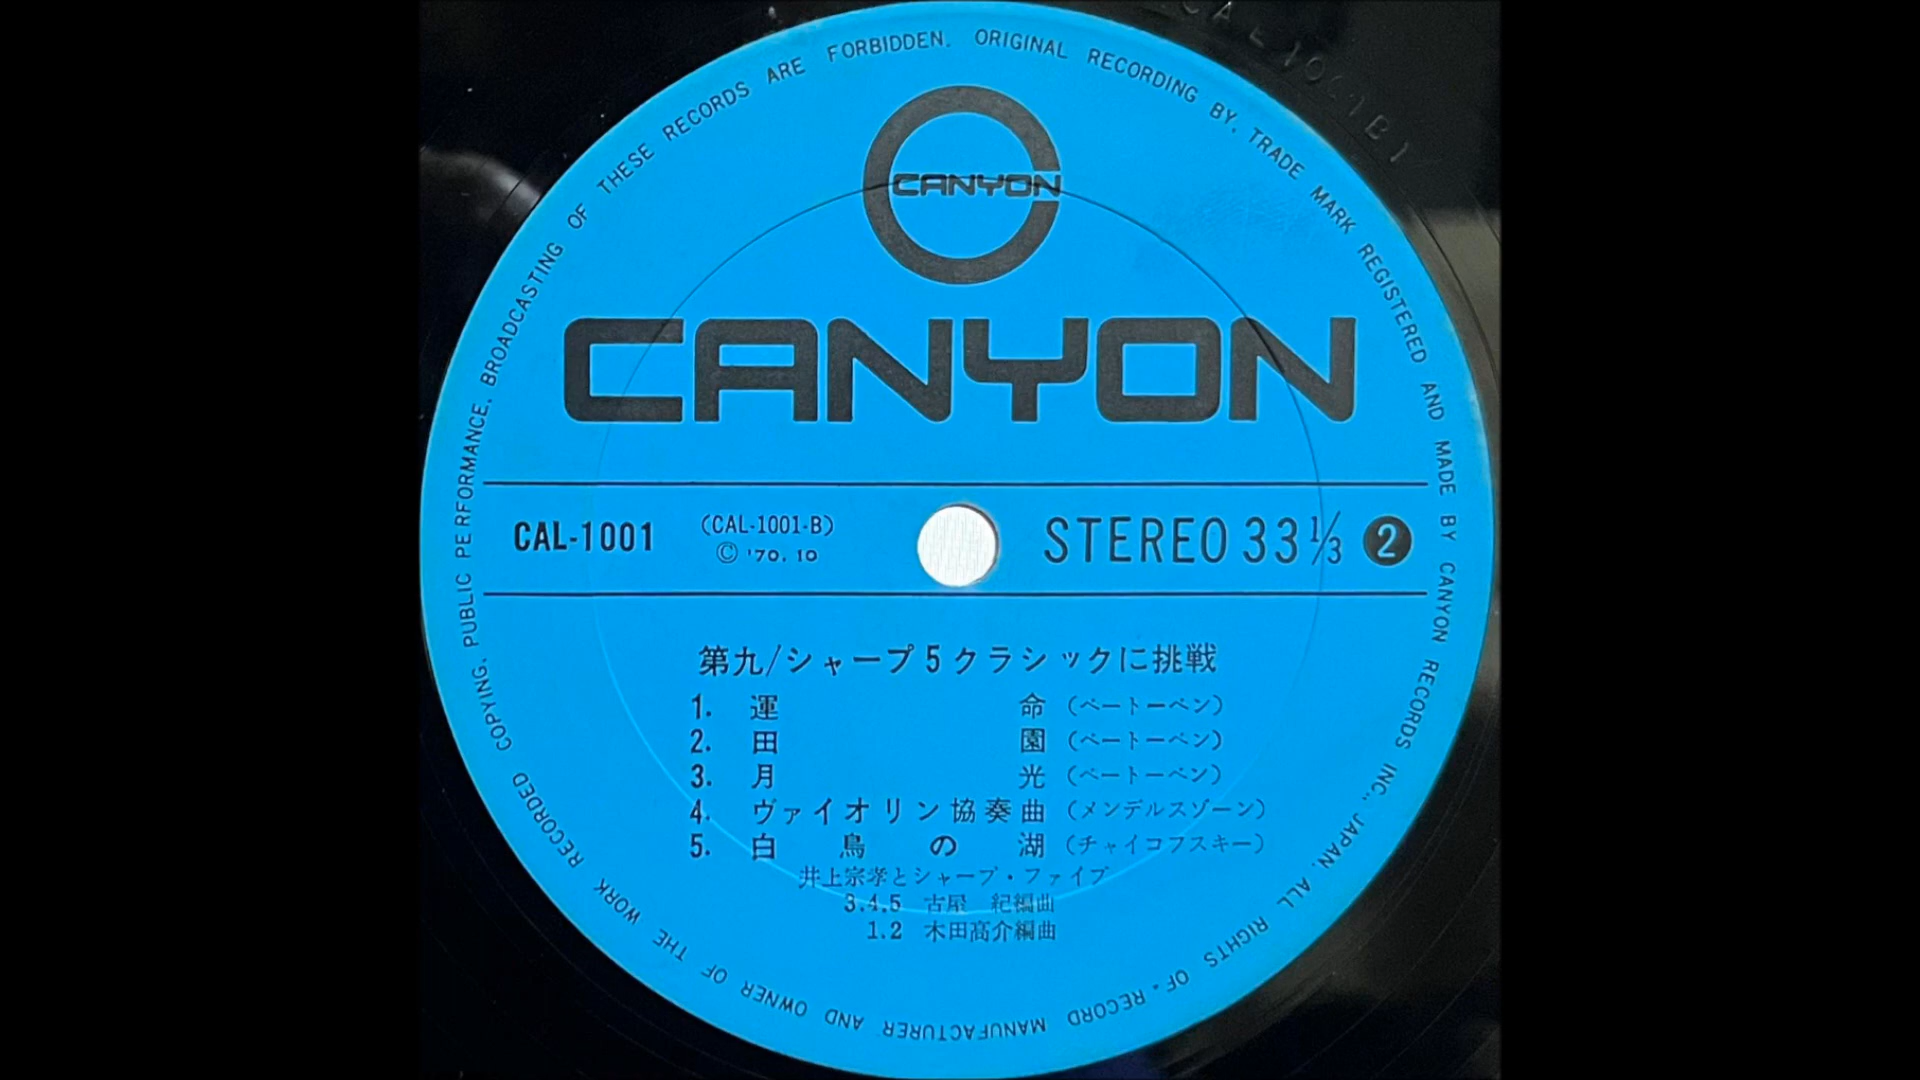 ORIGINAL RECORDING BY. TRADE MARK REGISTERED AND MADE BY CANYON RECORDS INC., JAPAN. ALL RIGHTS OF・RECORD MANUFACTURER AND OWNER OF THE WORK RECORDED COPYING. PUBLIC PERFORMANCE. BROADCASTING OF THESE RECORDS ARE FORBIDDEN.
CANYON
CANYON
CAL-1001 (CAL-1001-B) STEREO 33⅓ 2
© '70. 10
第九/シャープ5クラシックに挑戦
1. 運命(ベートーベン)
2. 田園(ベートーベン)
3. 月光(ベートーベン)
4. ヴァイオリン協奏曲(メンデルスゾーン)
5. 白鳥の湖(チャイコフスキー)
井上宗孝とシャープ・ファイブ
3.4.5 古屋 紀編曲
1.2 木田高介編曲